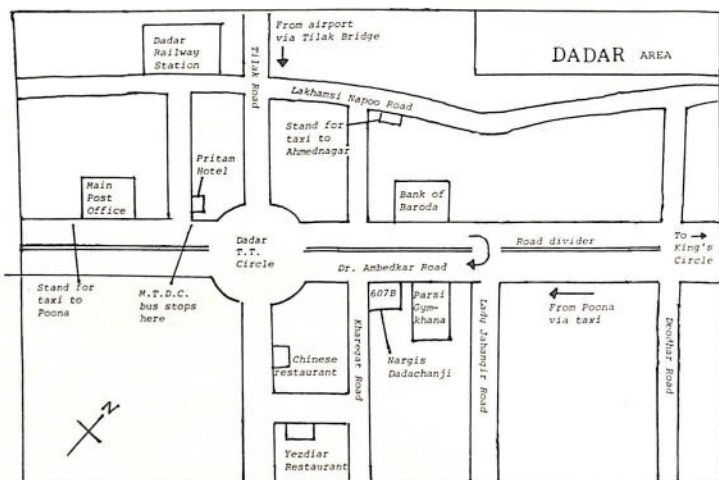 From airport
via Tilak Bridge
DADAR AREA
Dadar
Railway
Station
Tilak Road
Lakhamsi Napoo Road
Stand for
taxi to
Ahmednagar
Pritam
Hotel
Main
Post
Office
Bank of
Baroda
Dadar
T.T.
Circle
Road divider
To
King's
Circle
Dr. Ambedkar Road
Stand for
taxi to
Poona
M.T.D.C.
bus stops
here
607B
Parsi
Gym-
khana
From Poona
via taxi
Kharegat Road
Lady Jahangir Road
Deodhar Road
Nargis
Dadachanji
Chinese
restaurant
N
Yezdiar
Restaurant